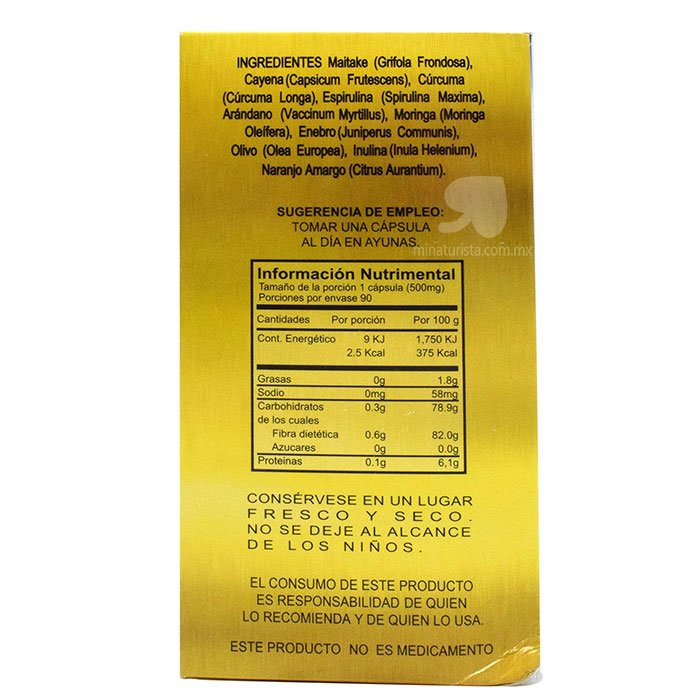 INGREDIENTES Maitake (Grifola Frondosa),
Cayena (Capsicum Frutescens), Cúrcuma
(Cúrcuma Longa), Espirulina (Spirulina Maxima),
Arándano (Vaccinum Myrtillus), Moringa (Moringa
Oleífera), Enebro (Juniperus Communis),
Olivo (Olea Europea), Inulina (Inula Helenium),
Naranjo Amargo (Citrus Aurantium).
SUGERENCIA DE EMPLEO:
TOMAR UNA CÁPSULA
AL DÍA EN AYUNAS.
minaturista.com.mx
Información Nutrimental
Tamaño de la porción 1 cápsula (500mg)
Porciones por envase 90
Cantidades Por porción Por 100 g
Cont. Energético 9 KJ 1,750 KJ
2.5 Kcal 375 Kcal
Grasas 0g 1.8g
Sodio 0mg 58mg
Carbohidratos 0.3g 78.9g
de los cuales
Fibra dietética 0.6g 82.0g
Azucares 0g 0.0g
Proteinas 0.1g 6,1g
CONSÉRVESE EN UN LUGAR
FRESCO Y SECO.
NO SE DEJE AL ALCANCE
DE LOS NIÑOS.
EL CONSUMO DE ESTE PRODUCTO
ES RESPONSABILIDAD DE QUIEN
LO RECOMIENDA Y DE QUIEN LO USA.
ESTE PRODUCTO NO ES MEDICAMENTO